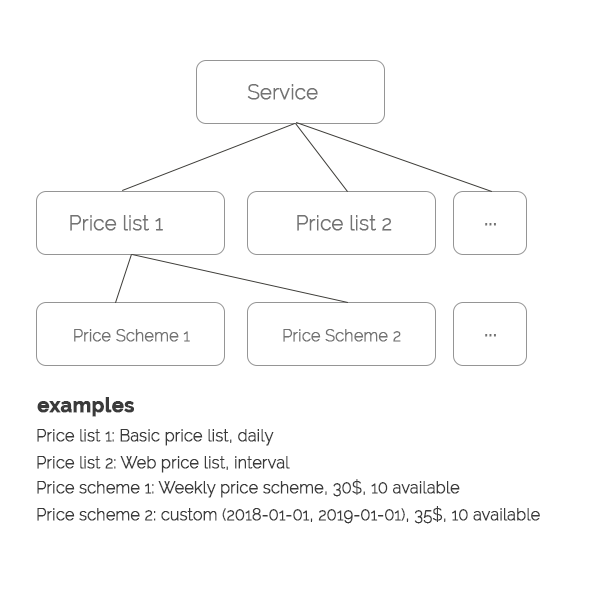 Service
Price list 1
Price list 2
...
Price Scheme 1
Price Scheme 2
...
examples
Price list 1: Basic price list, daily
Price list 2: Web price list, interval
Price scheme 1: Weekly price scheme, 30$, 10 available
Price scheme 2: custom (2018-01-01, 2019-01-01), 35$, 10 available